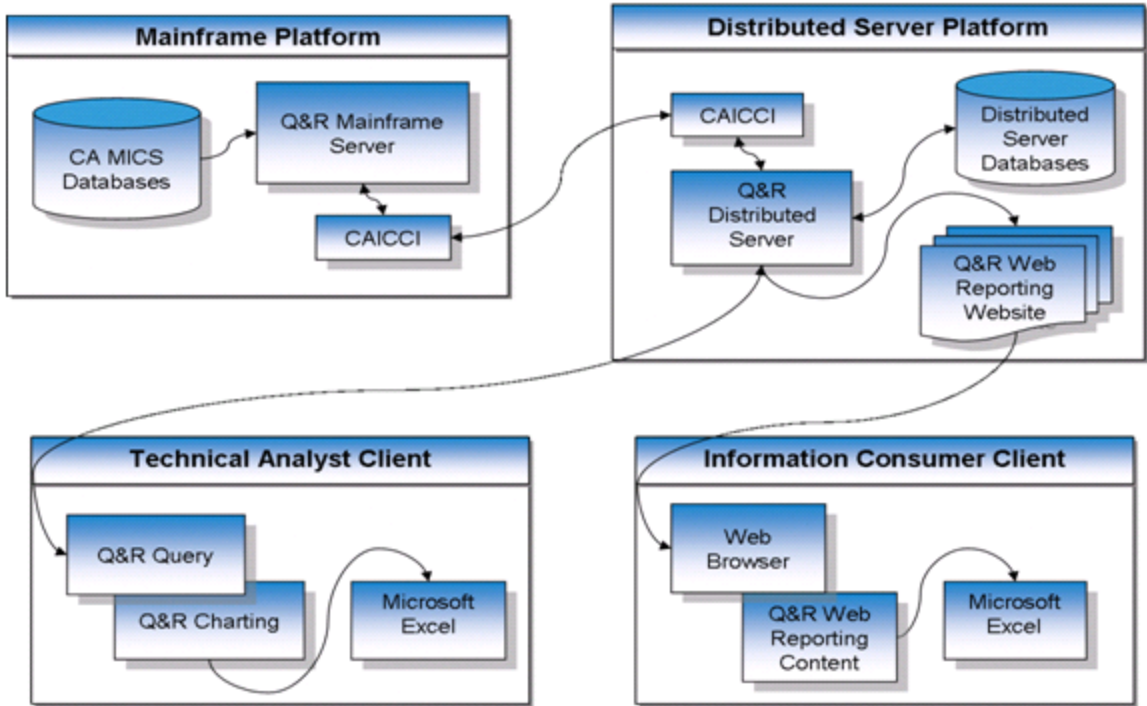 Mainframe Platform
CA MICS
Databases
Q&R Mainframe
Server
CAICCI
Distributed Server Platform
CAICCI
Q&R
Distributed
Server
Distributed
Server
Databases
Q&R Web
Reporting
Website
Technical Analyst Client
Q&R Query
Q&R Charting
Microsoft
Excel
Information Consumer Client
Web
Browser
Q&R Web
Reporting
Content
Microsoft
Excel